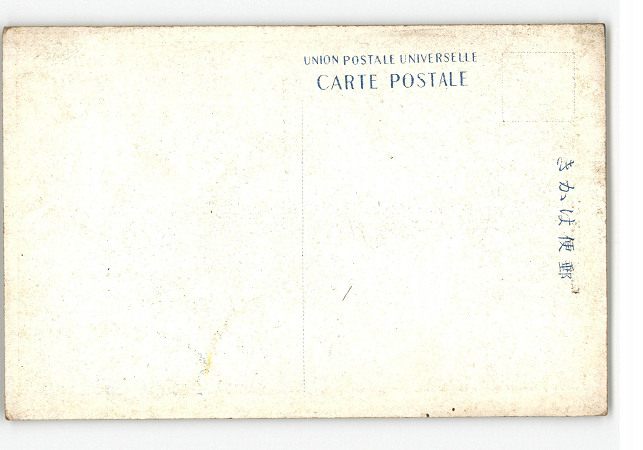 UNION POSTALE UNIVERSELLE
CARTE POSTALE
郵便はかき